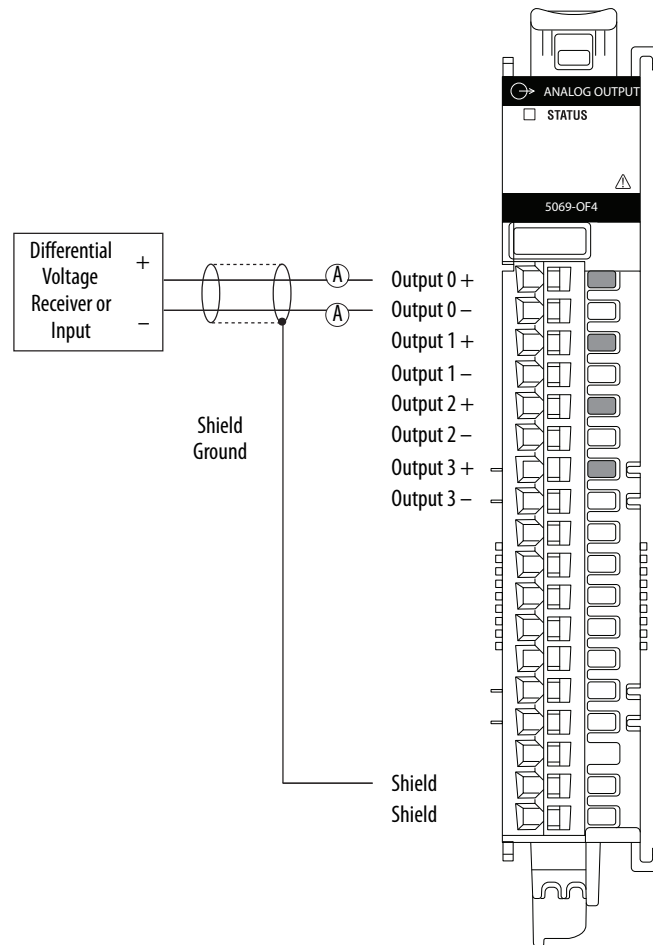 ANALOG OUTPUT
STATUS
5069-OF4
Differential
Voltage
Receiver or
Input
+
–
A
A
Output 0 +
Output 0 –
Output 1 +
Output 1 –
Output 2 +
Output 2 –
Output 3 +
Output 3 –
Shield
Ground
Shield
Shield